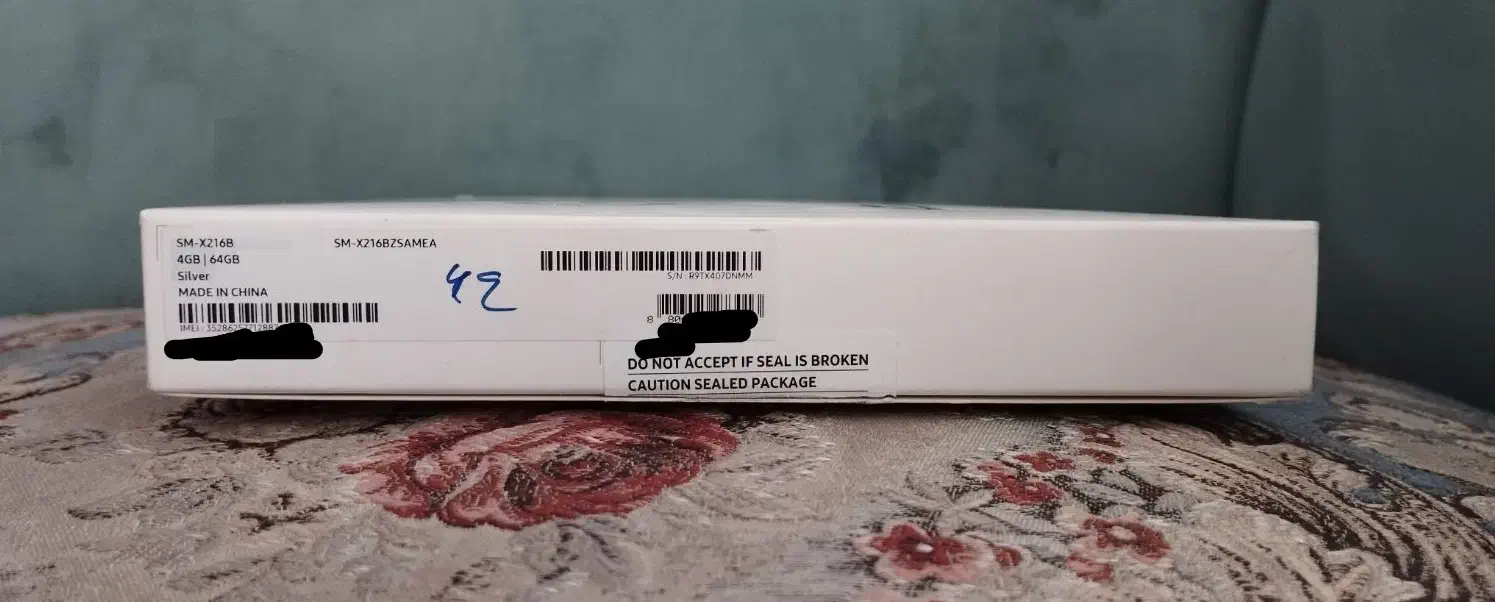 SM-X216B
SM-X216BZSAMEA
4GB | 64GB
Silver
MADE IN CHINA
S/N: R9TX407DNMM
DO NOT ACCEPT IF SEAL IS BROKEN
CAUTION SEALED PACKAGE